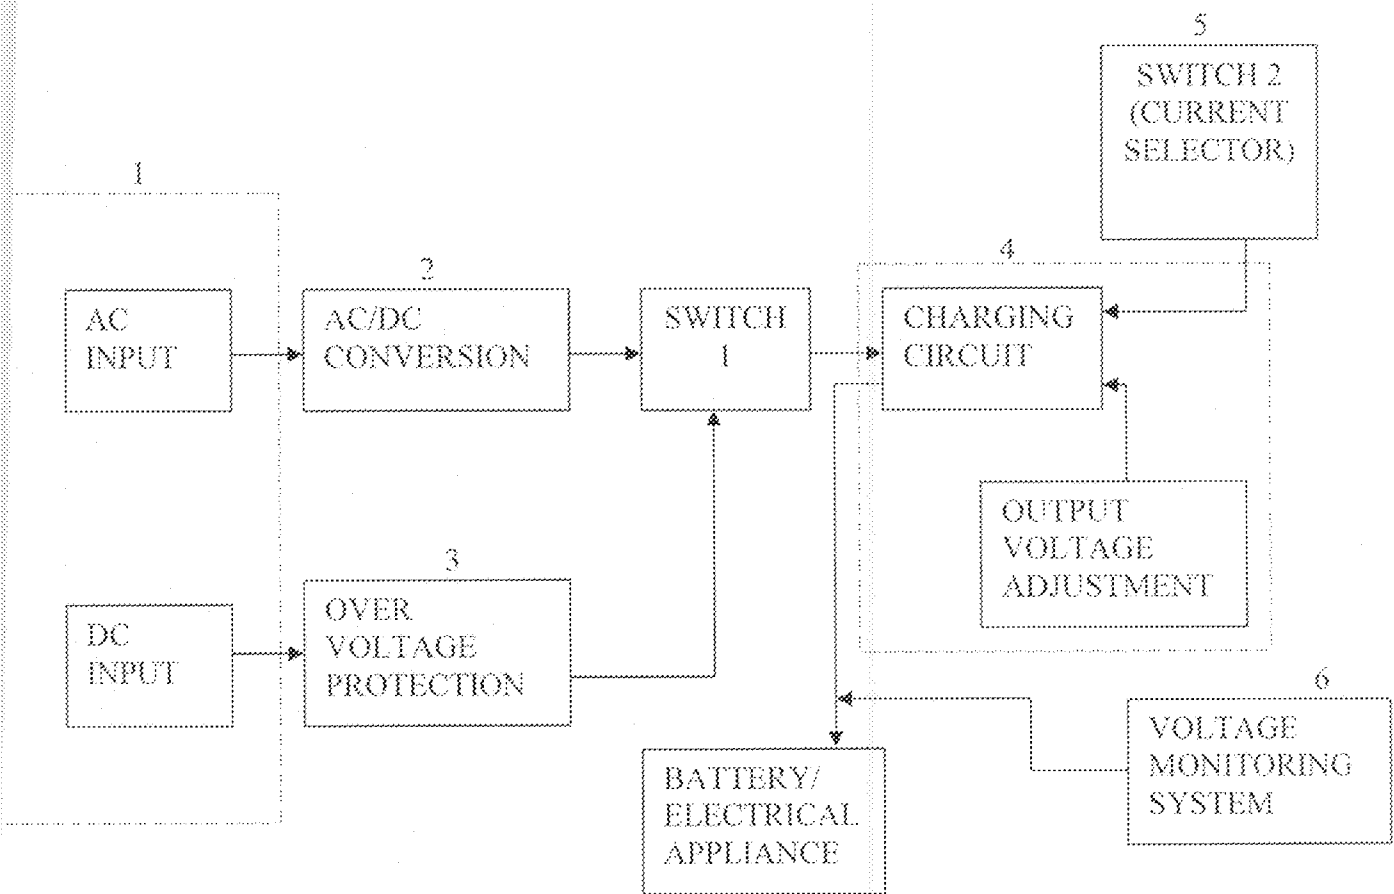 5
SWITCH 2
(CURRENT
SELECTOR)
1
4
2
AC
INPUT
AC/DC
CONVERSION
SWITCH
1
CHARGING
CIRCUIT
OUTPUT
VOLTAGE
ADJUSTMENT
3
DC
INPUT
OVER
VOLTAGE
PROTECTION
6
VOLTAGE
MONITORING
SYSTEM
BATTERY/
ELECTRICAL
APPLIANCE